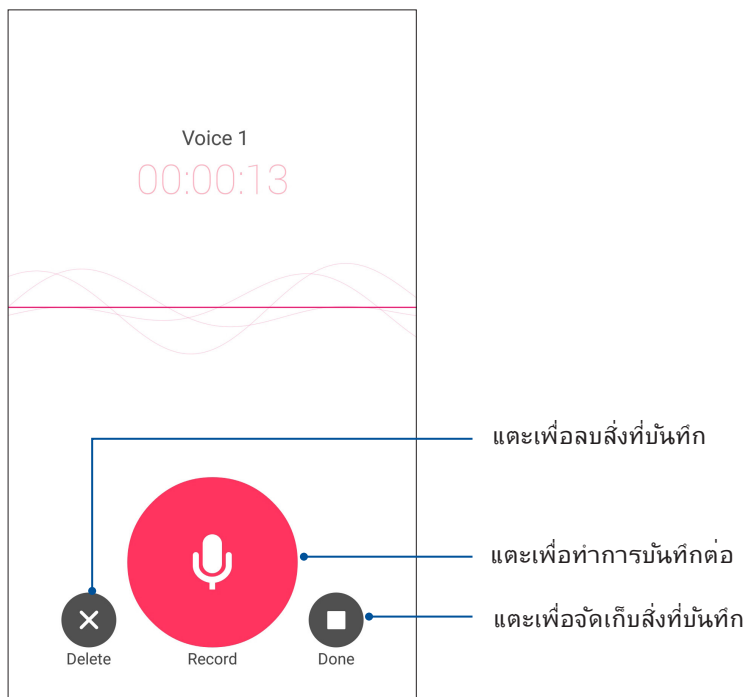 Voice 1
00:00:13
แตะเพื่อลบสิ่งที่บันทึก
แตะเพื่อทำการบันทึกต่อ
แตะเพื่อจัดเก็บสิ่งที่บันทึก
Delete
Record
Done